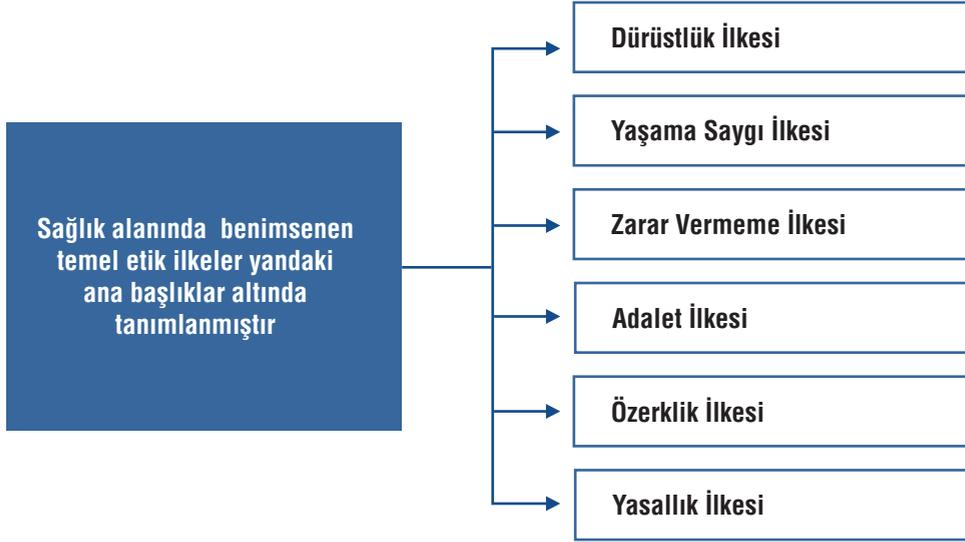 Sağlık alanında benimsenen
temel etik ilkeler yandaki
ana başlıklar altında
tanımlanmıştır
Dürüstlük İlkesi
Yaşama Saygı İlkesi
Zarar Vermeme İlkesi
Adalet İlkesi
Özerklik İlkesi
Yasallık İlkesi